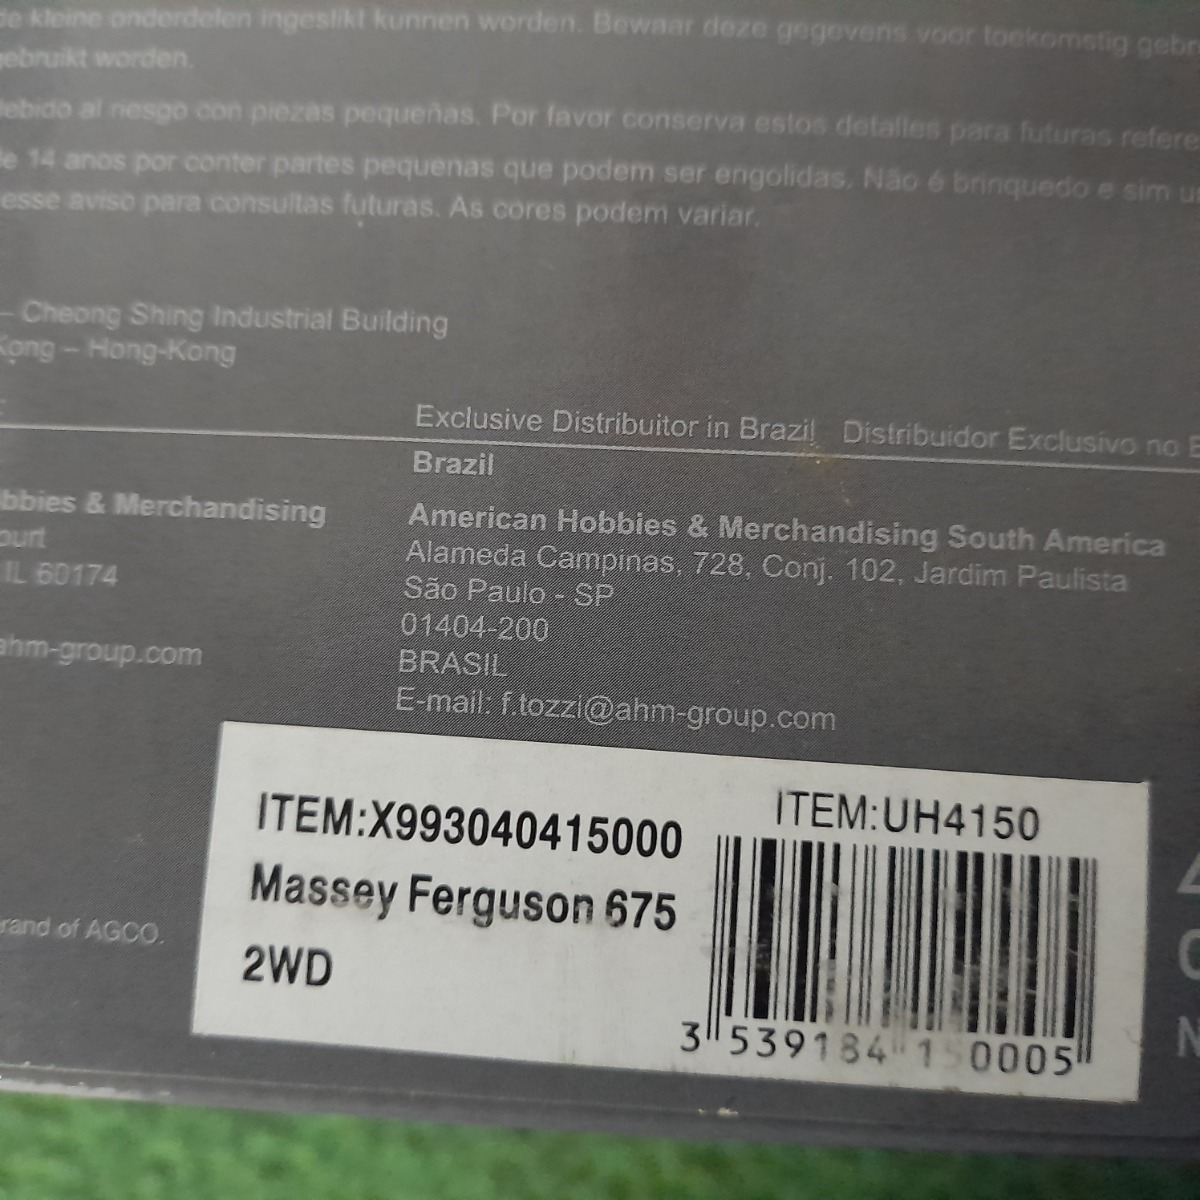 de kleine onderdelen ingeslikt kunnen worden. Bewaar deze gegevens voor toekomstig gebr
gebruikt worden.
debido al riesgo con piezas pequeñas. Por favor conserva estos detalles para futuras refere
de 14 anos por conter partes pequenas que podem ser engolidas. Não é brinquedo e sim u
esse aviso para consultas futuras. As cores podem variar.
– Cheong Shing Industrial Building
Kong – Hong-Kong
Exclusive Distribuitor in Brazil Distribuidor Exclusivo no B
Brazil
obbies & Merchandising
American Hobbies & Merchandising South America
ourt
Alameda Campinas, 728, Conj. 102, Jardim Paulista
IL 60174
São Paulo - SP
01404-200
ahm-group.com
BRASIL
E-mail: f.tozzi@ahm-group.com
ITEM:X993040415000
ITEM:UH4150
Massey Ferguson 675
2WD
rand of AGCO.
3 539184 150005